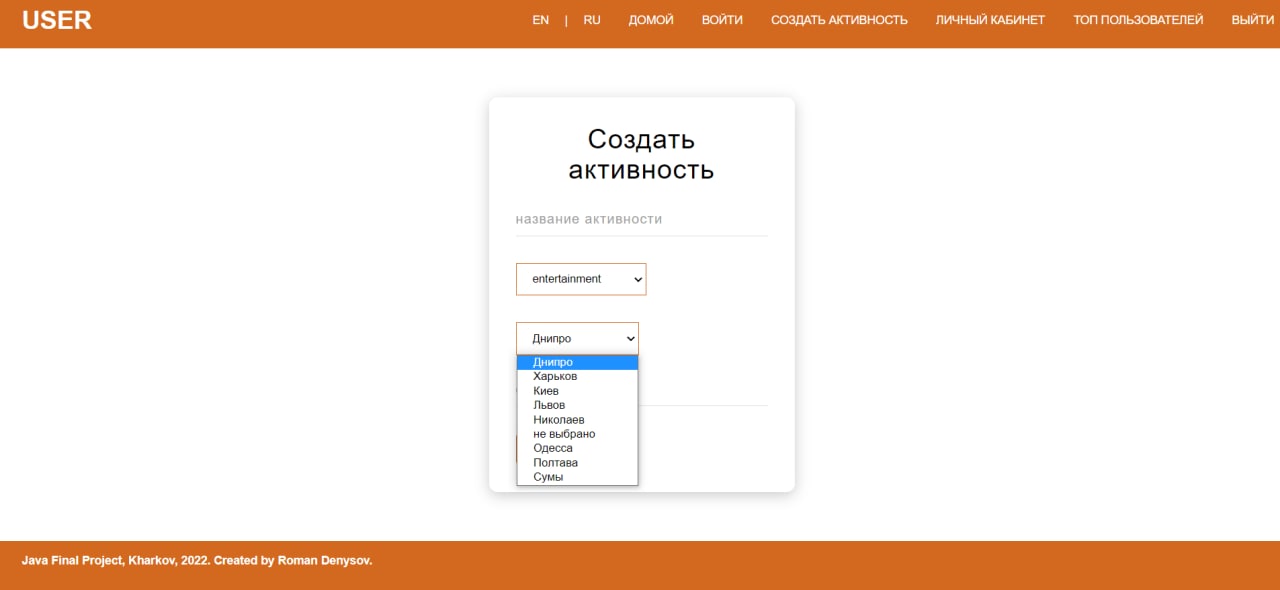 USER
EN | RU ДОМОЙ ВОЙТИ СОЗДАТЬ АКТИВНОСТЬ ЛИЧНЫЙ КАБИНЕТ ТОП ПОЛЬЗОВАТЕЛЕЙ ВЫЙТИ
Создать
активность
название активности
entertainment
Днипро
Днипро
Харьков
Киев
Львов
Николаев
не выбрано
Одесса
Полтава
Сумы
Java Final Project, Kharkov, 2022. Created by Roman Denysov.